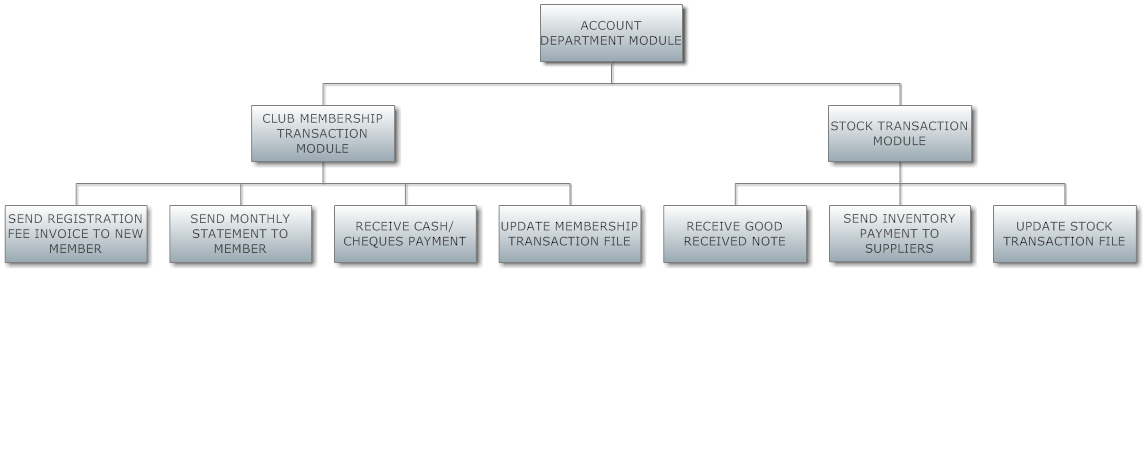 ACCOUNT
DEPARTMENT MODULE
CLUB MEMBERSHIP
TRANSACTION
MODULE
STOCK TRANSACTION
MODULE
SEND REGISTRATION
FEE INVOICE TO NEW
MEMBER
SEND MONTHLY
STATEMENT TO
MEMBER
RECEIVE CASH/
CHEQUES PAYMENT
UPDATE MEMBERSHIP
TRANSACTION FILE
RECEIVE GOOD
RECEIVED NOTE
SEND INVENTORY
PAYMENT TO
SUPPLIERS
UPDATE STOCK
TRANSACTION FILE